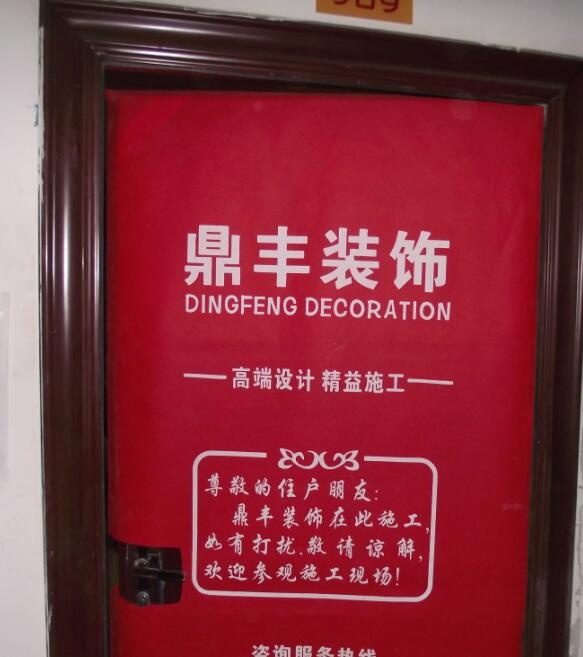 鼎丰装饰
DINGFENG DECORATION
高端设计 精益施工
尊敬的住户朋友:
鼎丰装饰在此施工,
如有打扰.敬请谅解,
欢迎参观施工现场!
咨询服务热线